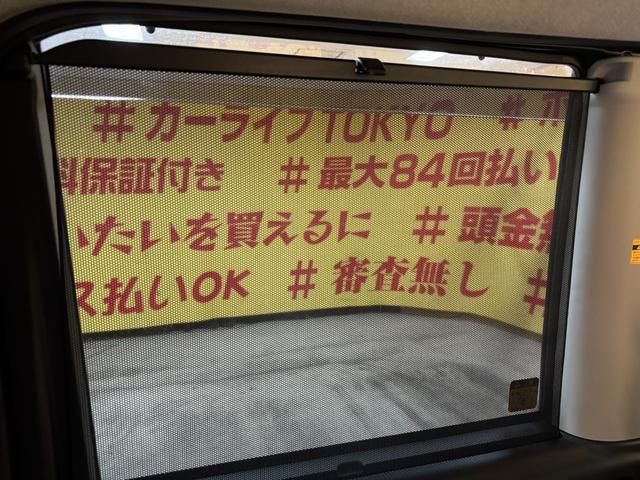 #カーライフTOKYO #
保証付き #最大84回払い
いたいを買えるに #頭金無
ス払いOK #審査無し #